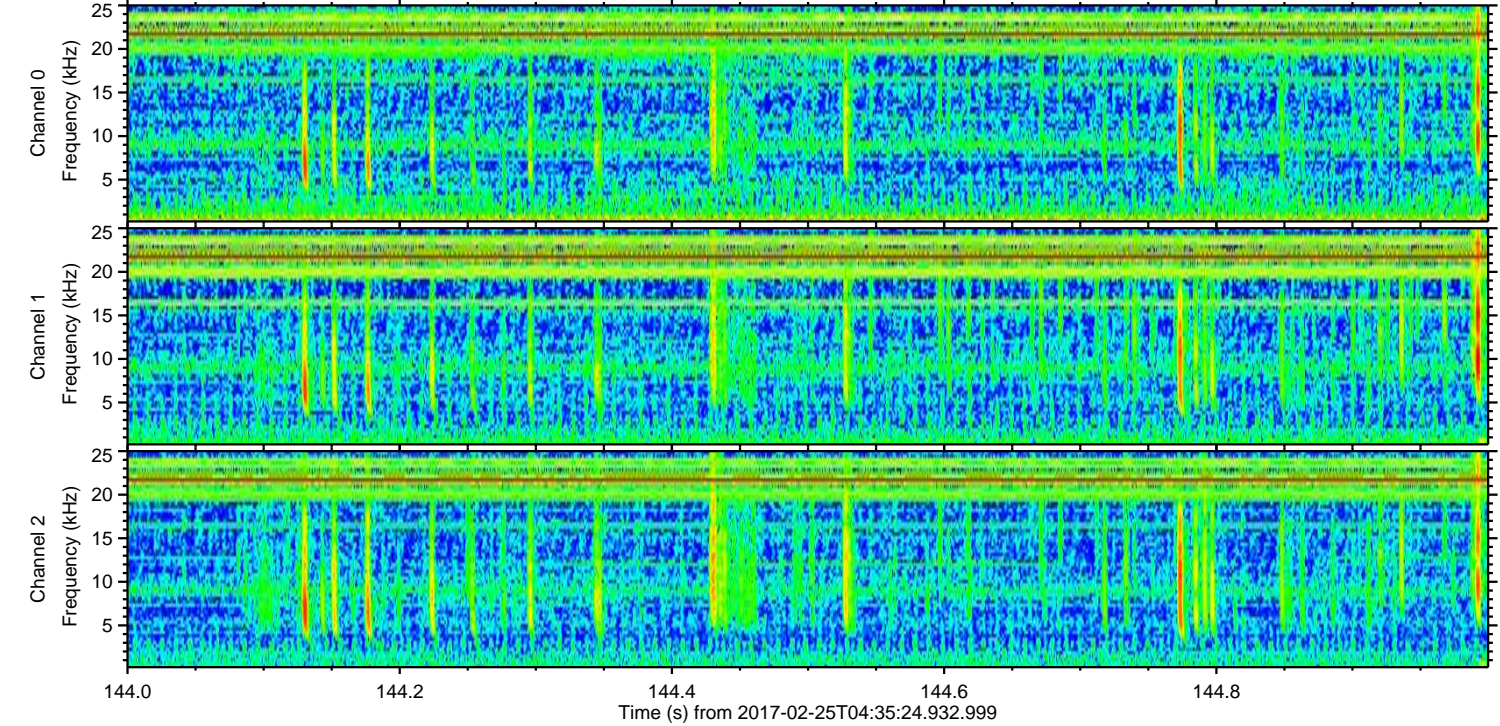 25
20
15
10
5
Channel 0
Frequency (kHz)
25
20
15
10
5
Channel 1
Frequency (kHz)
25
20
15
10
5
Channel 2
Frequency (kHz)
144.0 144.2 144.4 144.6 144.8
Time (s) from 2017-02-25T04:35:24.932.999